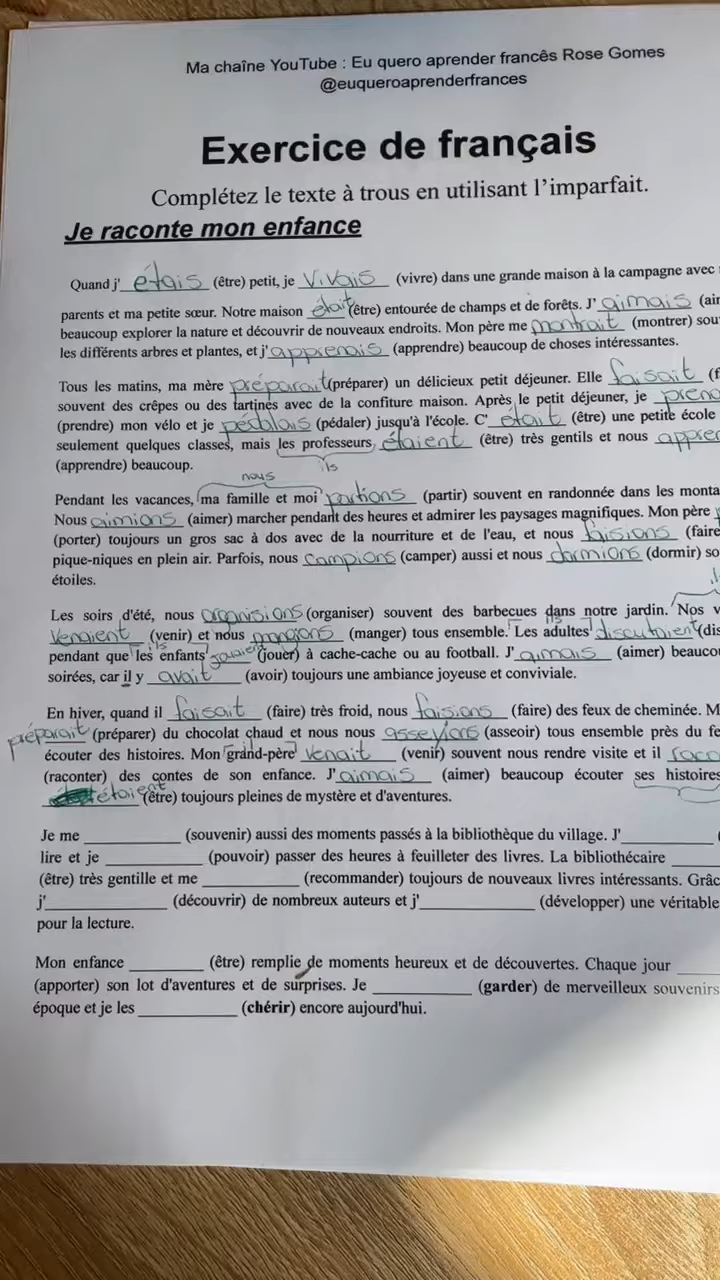 Ma chaîne YouTube : Eu quero aprender francês Rose Gomes
@euqueroaprenderfrances
Exercice de français
Complétez le texte à trous en utilisant l'imparfait.
Je raconte mon enfance
Quand j' étais (être) petit, je vivais (vivre) dans une grande maison à la campagne avec
parents et ma petite sœur. Notre maison était (être) entourée de champs et de forêts. J' aimais (ai
beaucoup explorer la nature et découvrir de nouveaux endroits. Mon père me montrait (montrer) sou
les différents arbres et plantes, et j' apprenais (apprendre) beaucoup de choses intéressantes.
Tous les matins, ma mère préparait (préparer) un délicieux petit déjeuner. Elle faisait (f
souvent des crêpes ou des tartines avec de la confiture maison. Après le petit déjeuner, je pren
(prendre) mon vélo et je pédalais (pédaler) jusqu'à l'école. C' était (être) une petite école
seulement quelques classes, mais les professeurs étaient (être) très gentils et nous appre
(apprendre) beaucoup. ils
nous
Pendant les vacances, ma famille et moi partions (partir) souvent en randonnée dans les monta
Nous aimions (aimer) marcher pendant des heures et admirer les paysages magnifiques. Mon père
(porter) toujours un gros sac à dos avec de la nourriture et de l'eau, et nous faisions (faire
pique-niques en plein air. Parfois, nous campions (camper) aussi et nous dormions (dormir) so
étoiles.
Les soirs d'été, nous organisions (organiser) souvent des barbecues dans notre jardin. Nos v
ils
venaient (venir) et nous mangions (manger) tous ensemble. Les adultes discutaient (dis
ils
pendant que les enfants jouaient (jouer) à cache-cache ou au football. J' aimais (aimer) beauco
soirées, car il y avait (avoir) toujours une ambiance joyeuse et conviviale.
En hiver, quand il faisait (faire) très froid, nous faisions (faire) des feux de cheminée. M
préparait (préparer) du chocolat chaud et nous nous asseyions (asseoir) tous ensemble près du fe
écouter des histoires. Mon grand-père venait (venir) souvent nous rendre visite et il raco
(raconter) des contes de son enfance. J' aimais (aimer) beaucoup écouter ses histoires
étaient (être) toujours pleines de mystère et d'aventures.
Je me (souvenir) aussi des moments passés à la bibliothèque du village. J'
lire et je (pouvoir) passer des heures à feuilleter des livres. La bibliothécaire
(être) très gentille et me (recommander) toujours de nouveaux livres intéressants. Grâc
j' (découvrir) de nombreux auteurs et j' (développer) une véritable
pour la lecture.
Mon enfance (être) remplie de moments heureux et de découvertes. Chaque jour
(apporter) son lot d'aventures et de surprises. Je (garder) de merveilleux souvenirs
époque et je les (chérir) encore aujourd'hui.